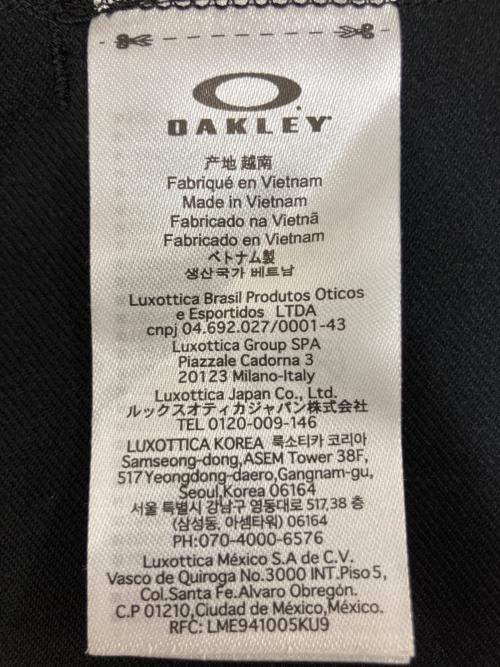 OAKLEY
产地 越南
Fabriqué en Vietnam
Made in Vietnam
Fabricado na Vietnã
Fabricado en Vietnam
ベトナム製
생산국가 베트남
Luxottica Brasil Produtos Oticos
e Esportidos LTDA
cnpj 04.692.027/0001-43
Luxottica Group SPA
Piazzale Cadorna 3
20123 Milano-Italy
Luxottica Japan Co., Ltd.
ルックスオティカジャパン株式会社
TEL 0120-009-146
LUXOTTICA KOREA 룩소티카 코리아
Samseong-dong,ASEM Tower 38F,
517 Yeongdong-daero,Gangnam-gu,
Seoul,Korea 06164
서울 특별시 강남구 영동대로 517,38 층
(삼성동, 아셈타워) 06164
PH:070-4000-6576
Luxottica México S.A de C.V.
Vasco de Quiroga No.3000 INT.Piso 5,
Col.Santa Fe.Alvaro Obregón.
C.P 01210,Ciudad de México,México.
RFC: LME941005KU9